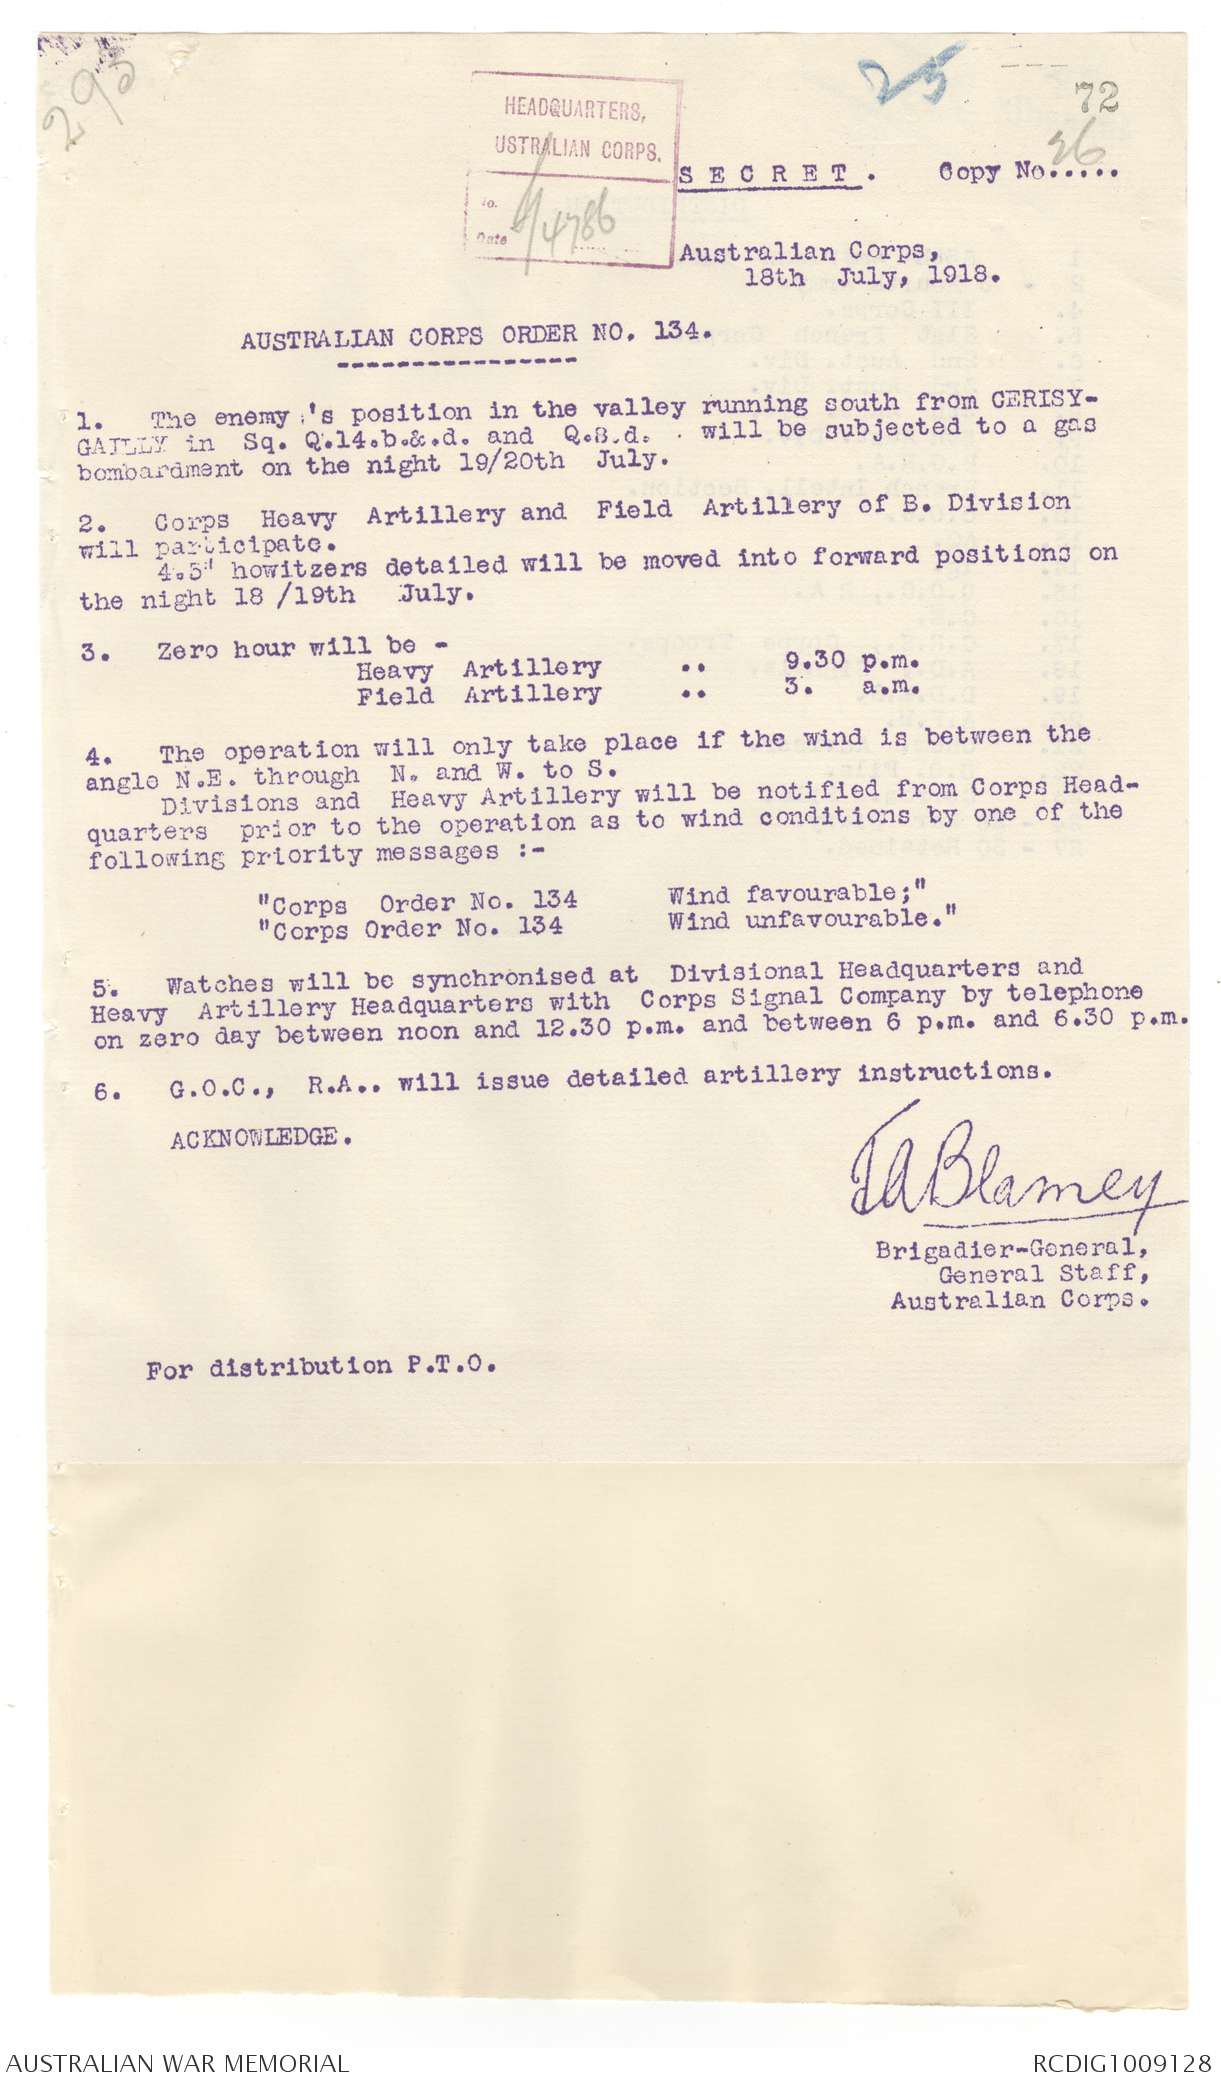 295
25
72
HEADQUARTERS,
USTRALIAN CORPS.
No. 
Date
/4786
S E C R E T .    Copy No.....
26
Australian Corps,
18th July, 1918.
AUSTRALIAN CORPS ORDER NO. 134.
----------------
1. The enemy 's position in the valley running south from CERISY-
GAILLY in Sq. Q.14.b.&.d. and Q.8.d. will be subjected to a gas
bombardment on the night 19/20th July.
2. Corps Heavy Artillery and Field Artillery of B. Division
will participate.
4.5" howitzers detailed will be moved into forward positions on
the night 18 /19th July.
3. Zero hour will be -
Heavy Artillery .. 9.30 p.m.
Field Artillery .. 3. a.m.
4. The operation will only take place if the wind is between the
angle N.E. through N. and W. to S.
Divisions and Heavy Artillery will be notified from Corps Head-
quarters prior to the operation as to wind conditions by one of the
following priority messages :-
"Corps Order No. 134 Wind favourable;"
"Corps Order No. 134 Wind unfavourable."
5. Watches will be synchronised at Divisional Headquarters and
Heavy Artillery Headquarters with Corps Signal Company by telephone
on zero day between noon and 12.30 p.m. and between 6 p.m. and 6.30 p.m.
6. G.O.C., R.A.. will issue detailed artillery instructions.
ACKNOWLEDGE.
TABlamey
Brigadier-General,
General Staff,
Australian Corps.
For distribution P.T.O.
AUSTRALIAN WAR MEMORIAL
RCDIG1009128